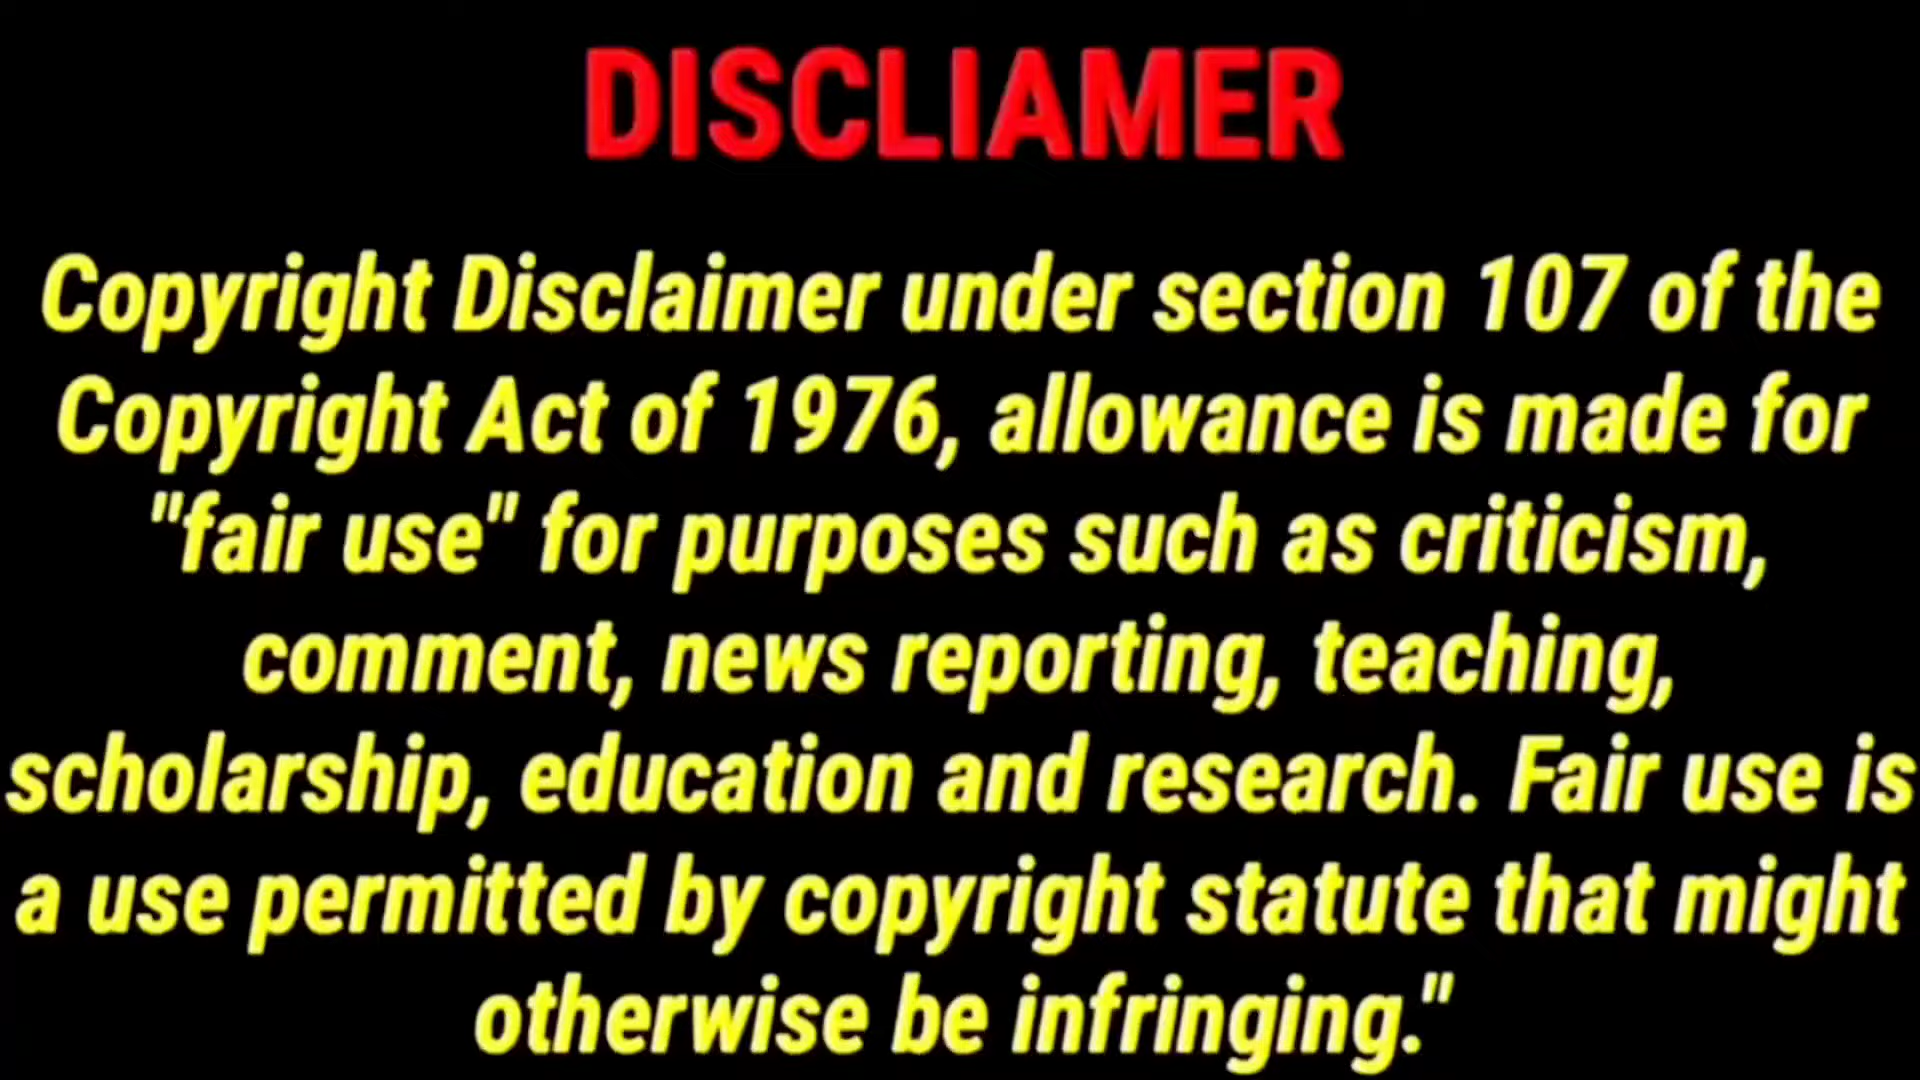 DISCLIAMER
Copyright Disclaimer under section 107 of the
Copyright Act of 1976, allowance is made for
"fair use" for purposes such as criticism,
comment, news reporting, teaching,
scholarship, education and research. Fair use is
a use permitted by copyright statute that might
otherwise be infringing."